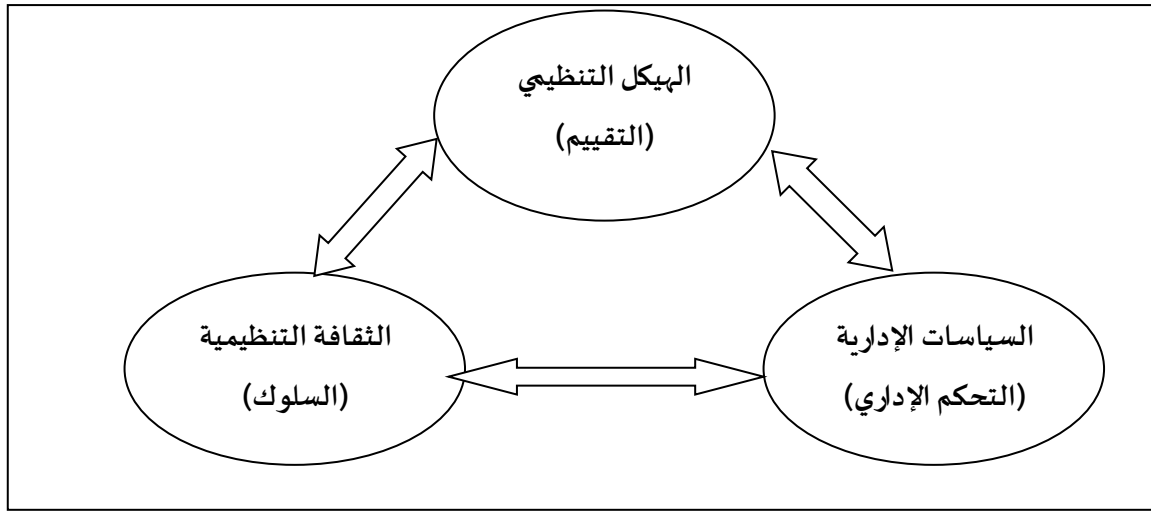 الهيكل التنظيمي
(التقييم)
السياسات الإدارية
(التحكم الإداري)
الثقافة التنظيمية
(السلوك)